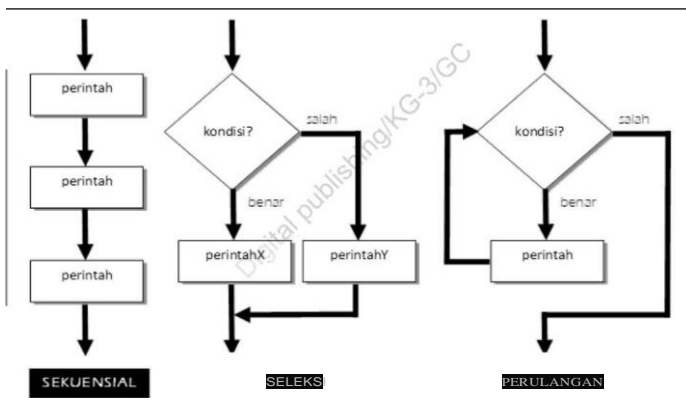 perintah
perintah
perintah
SEKUENSIAL
kondisi?
salah
benar
perintahX
perintahY
SELEKSI
kondisi?
salah
benar
perintah
PERULANGAN
Digital publishing/KG-3/GC